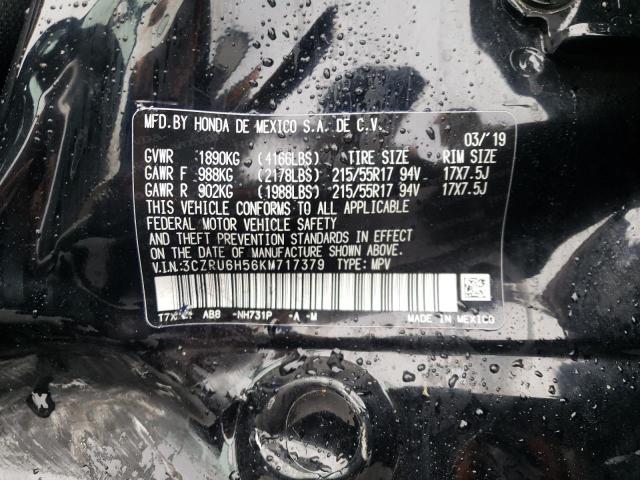 MFD.BY HONDA DE MEXICO S.A. DE C.V. 03/'19
GVWR 1890KG (4166LBS) TIRE SIZE RIM SIZE
GAWR F 988KG (2178LBS) 215/55R17 94V 17X7.5J
GAWR R 902KG (1988LBS) 215/55R17 94V 17X7.5J
THIS VEHICLE CONFORMS TO ALL APPLICABLE
FEDERAL MOTOR VEHICLE SAFETY
AND THEFT PREVENTION STANDARDS IN EFFECT
ON THE DATE OF MANUFACTURE SHOWN ABOVE.
V.I.N:3CZRU6H56KM717379 TYPE: MPV
AB8 -NH731P -A -M MADE IN MEXICO